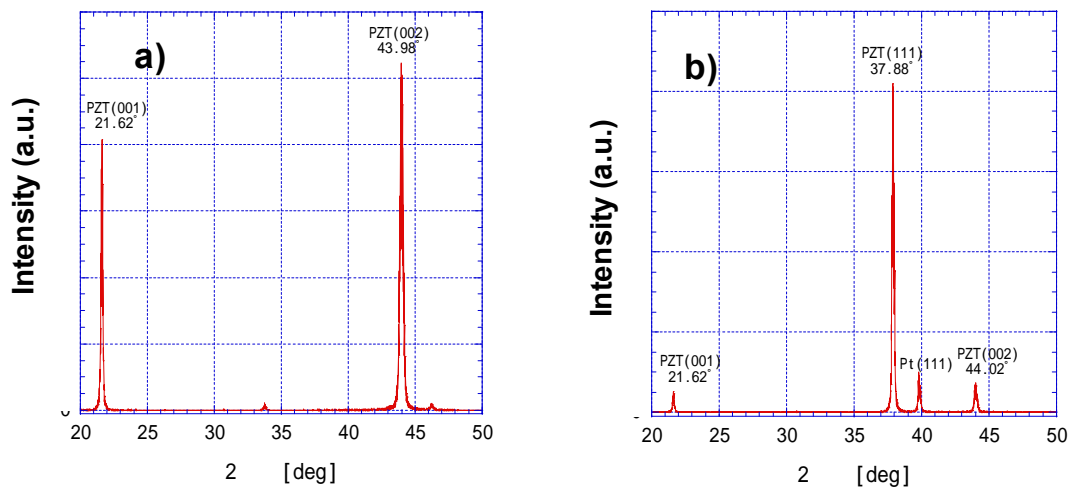 a)
PZT(002)
43.98°
PZT(001)
21.62°
Intensity (a.u.)
0
20 25 30 35 40 43 50
2 [deg]
b)
PZT(111)
37.88°
PZT(001)
21.62°
Pt(111)
PZT(002)
44.02°
Intensity (a.u.)
-
20 25 30 35 40 45 50
2 [deg]